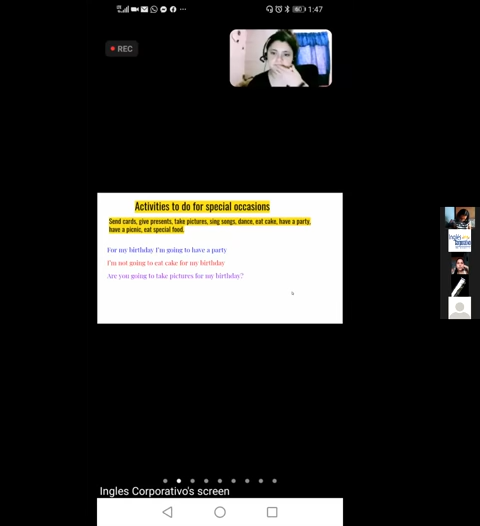 1:47
REC
Activities to do for special occasions
Send cards, give presents, take pictures, sing songs, dance, eat cake, have a party,
have a picnic, eat special food.
For my birthday I'm going to have a party
I'm not going to eat cake for my birthday
Are you going to take pictures for my birthday?
Ingles Corporativo's screen